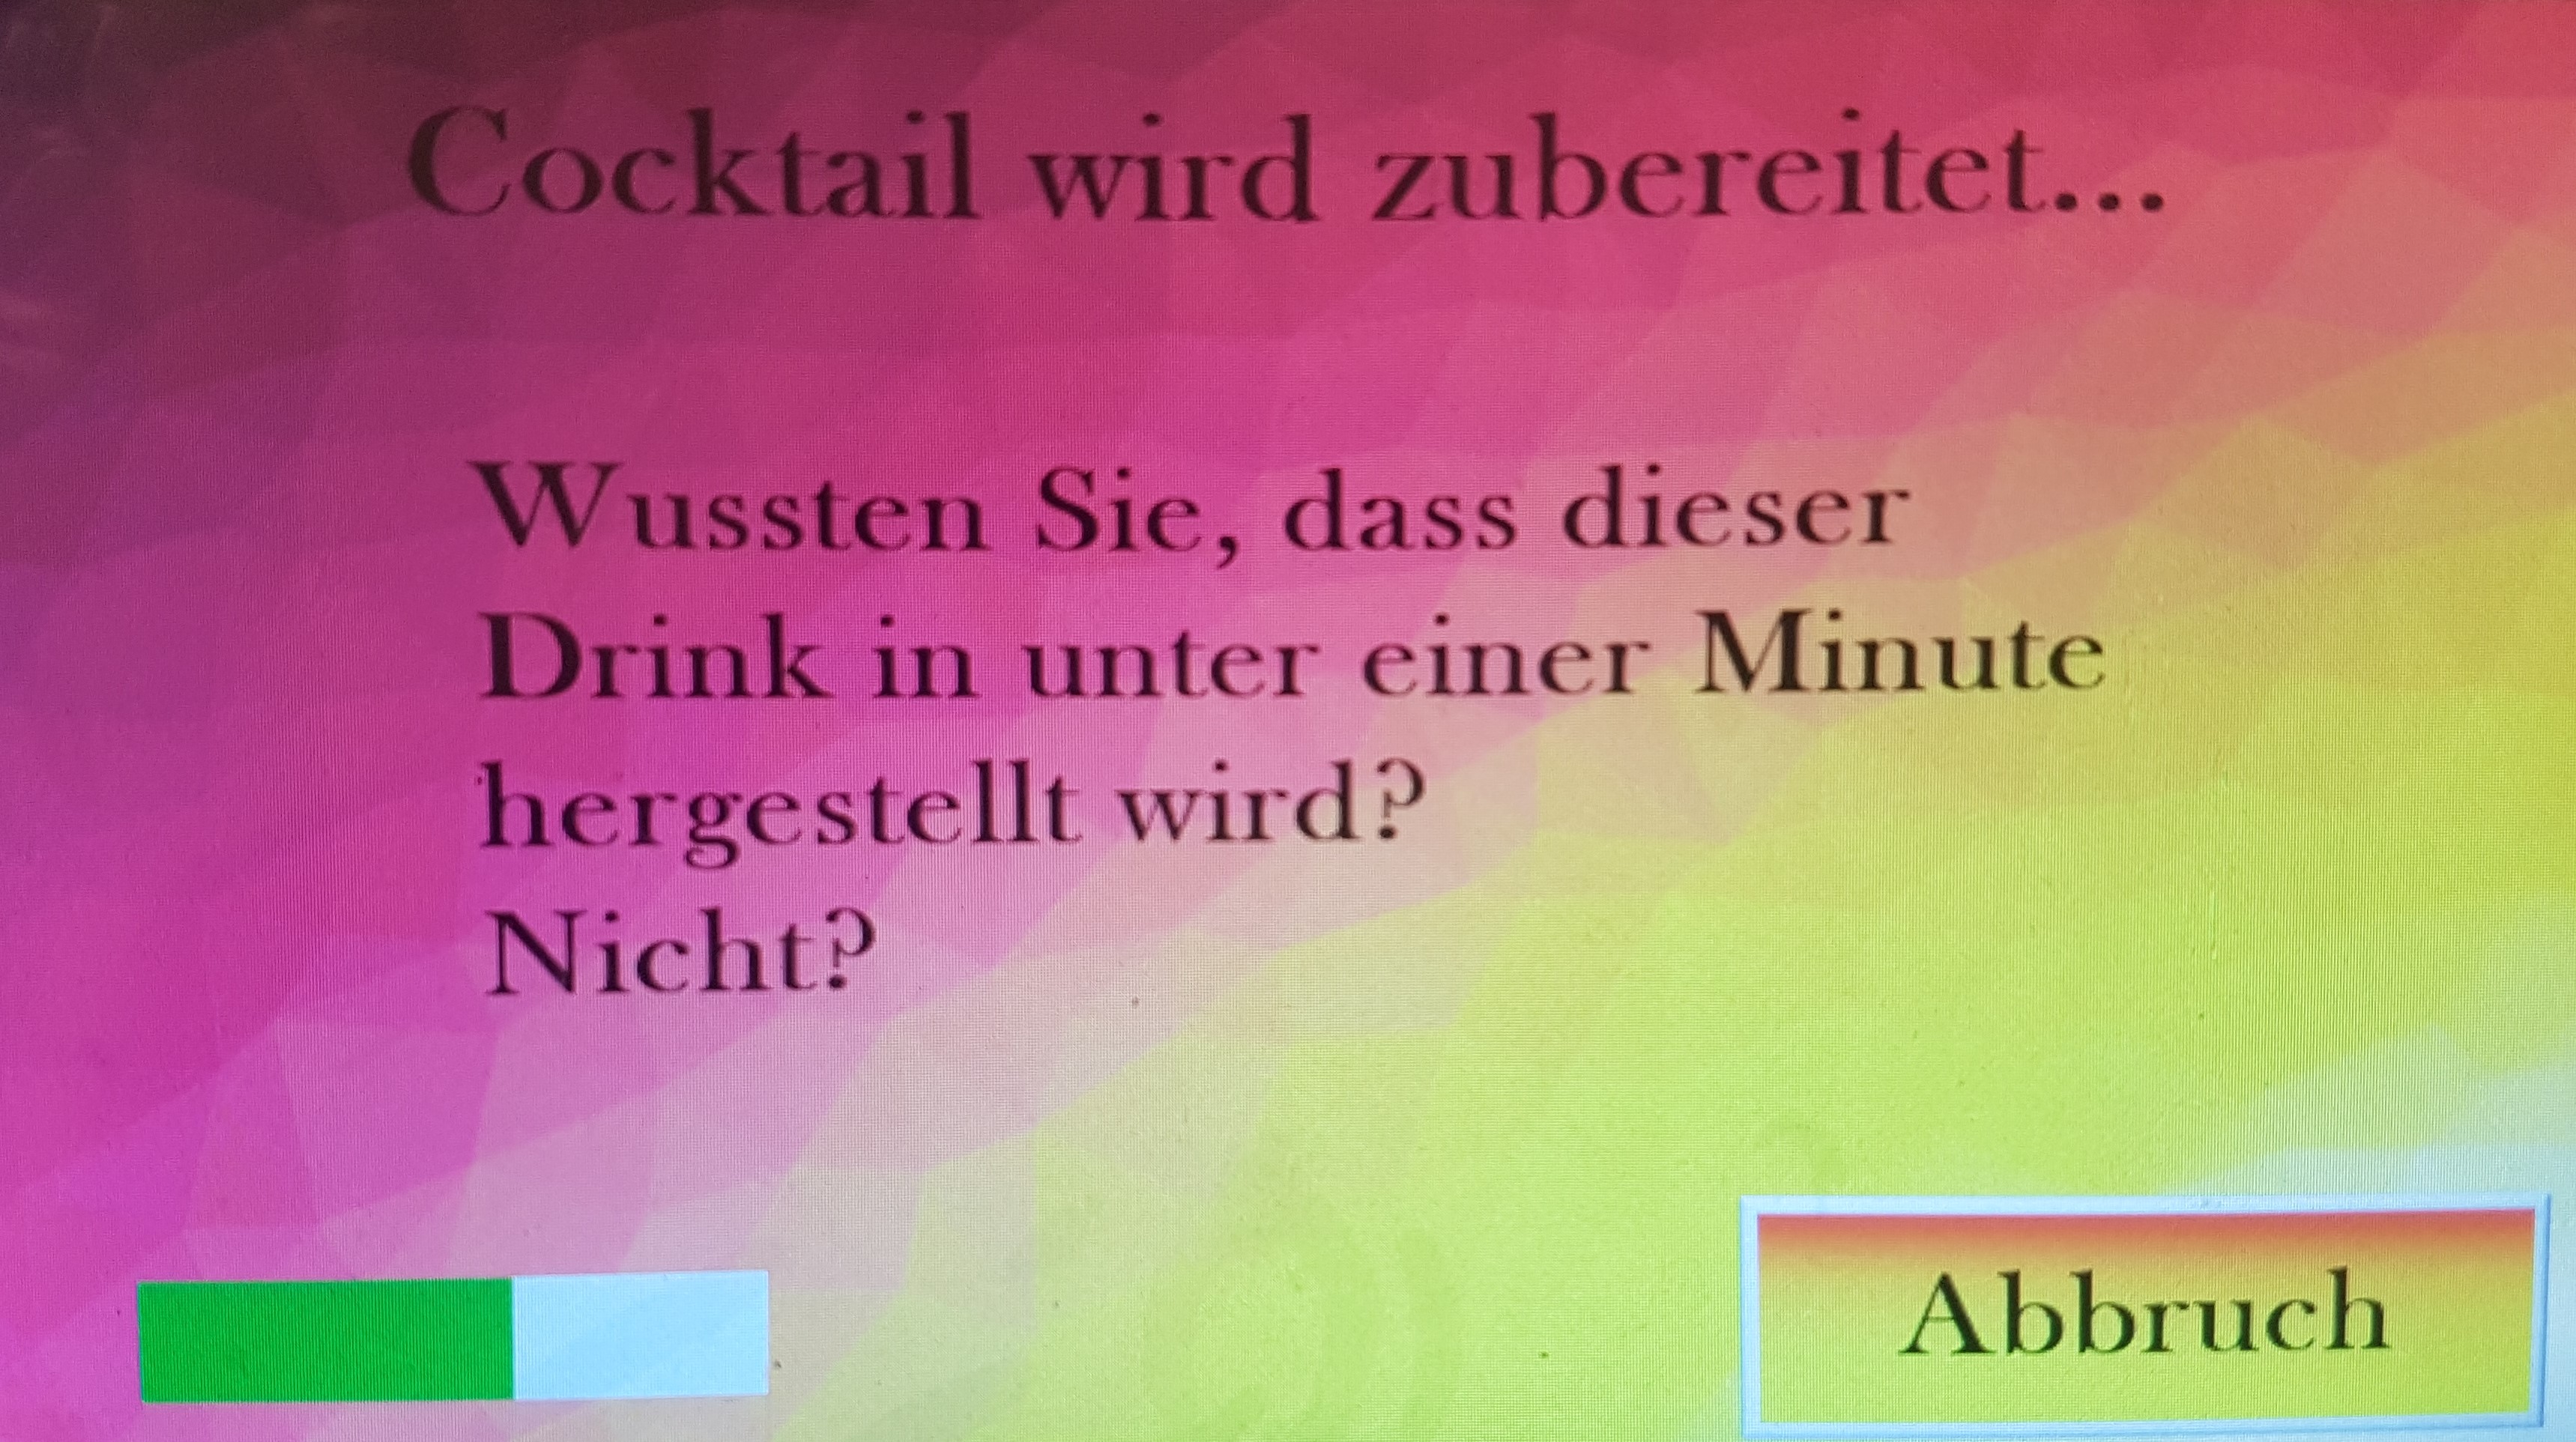 Cocktail wird zubereitet...
Wussten Sie, dass dieser
Drink in unter einer Minute
hergestellt wird?
Nicht?
Abbruch